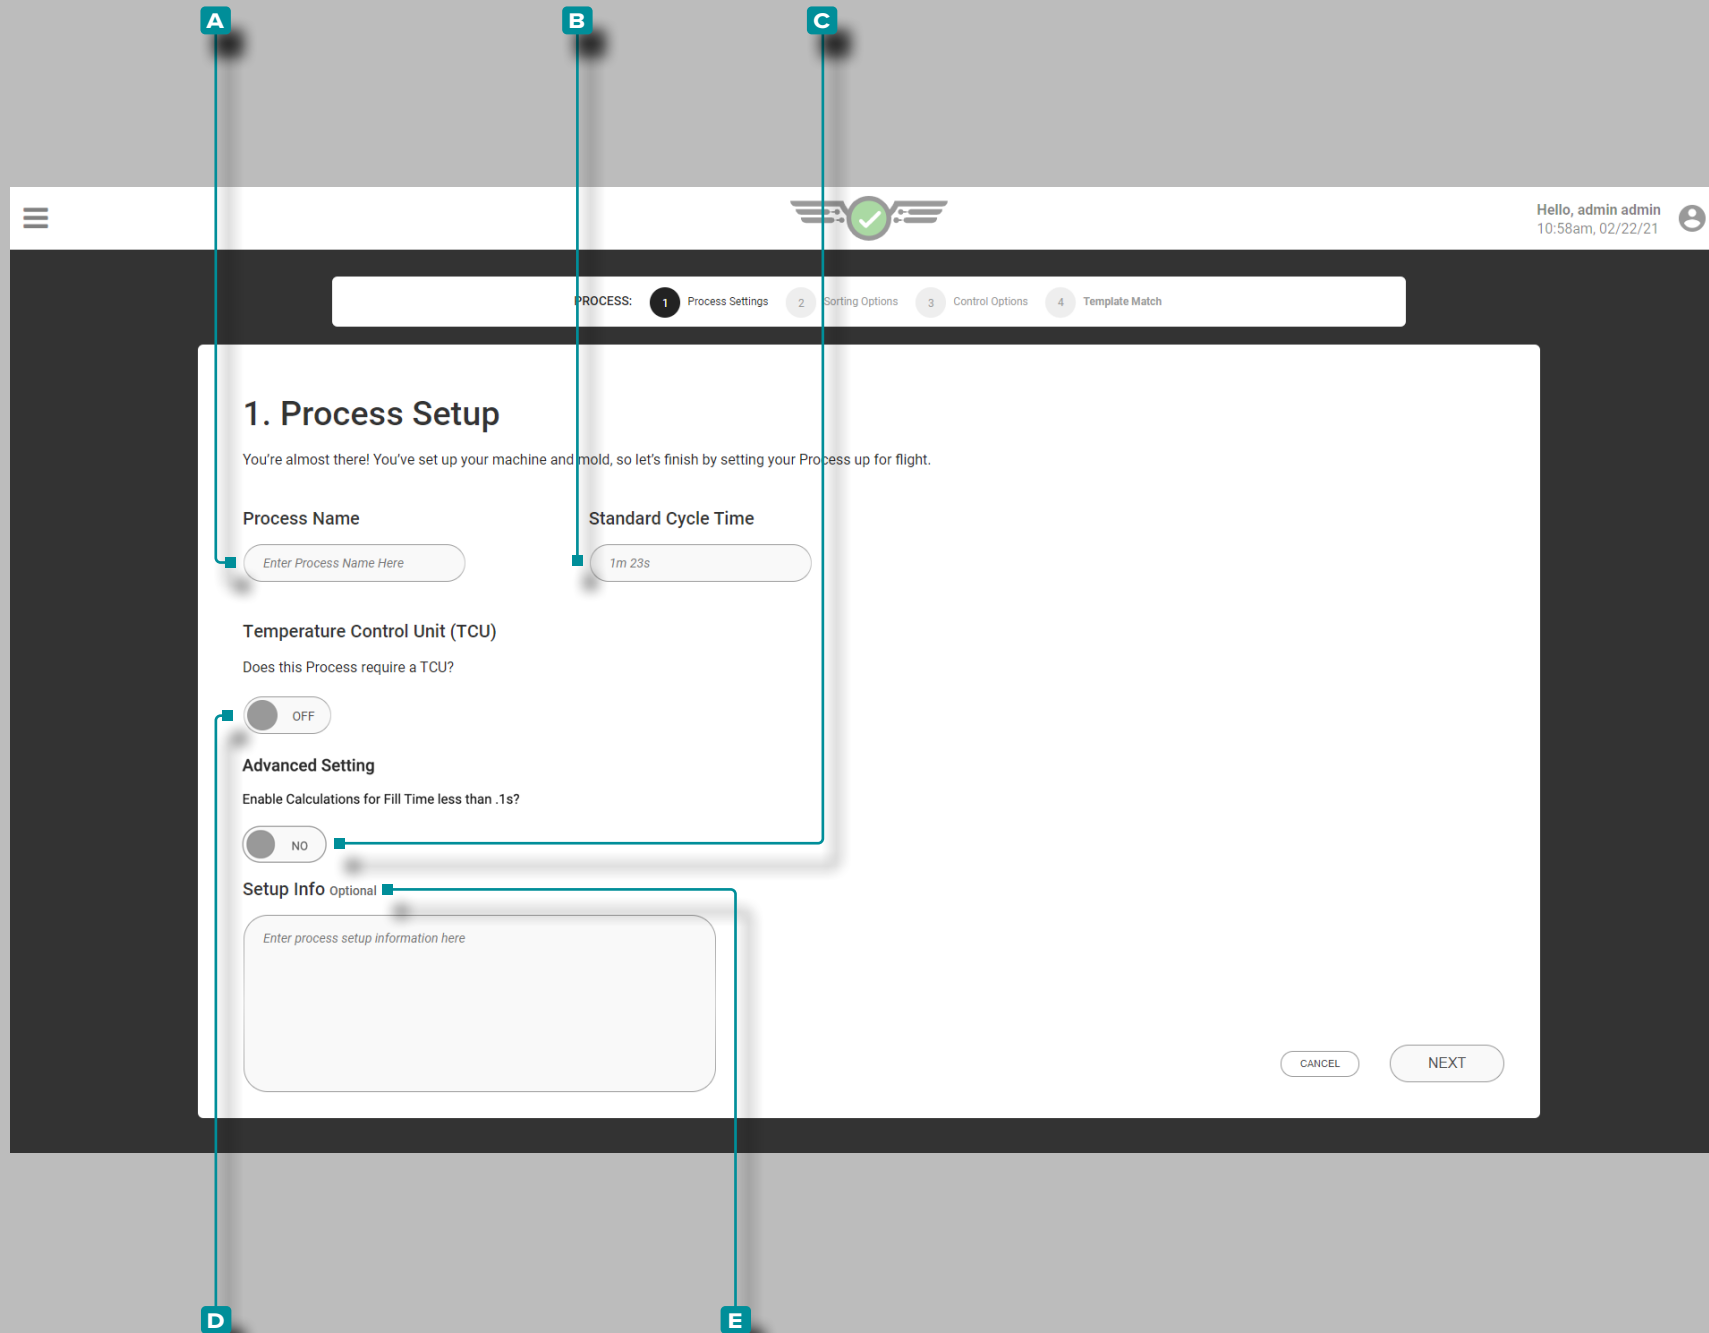 A B C
Hello, admin admin
10:58am, 02/22/21
PROCESS: 1 Process Settings 2 Sorting Options 3 Control Options 4 Template Match
1. Process Setup
You're almost there! You've set up your machine and mold, so let's finish by setting your Process up for flight.
Process Name Standard Cycle Time
Enter Process Name Here 1m 23s
Temperature Control Unit (TCU)
Does this Process require a TCU?
OFF
Advanced Setting
Enable Calculations for Fill Time less than .1s?
NO
Setup Info Optional
Enter process setup information here
CANCEL NEXT
D E